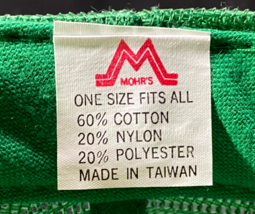 MOHR'S
ONE SIZE FITS ALL
60% COTTON
20% NYLON
20% POLYESTER
MADE IN TAIWAN